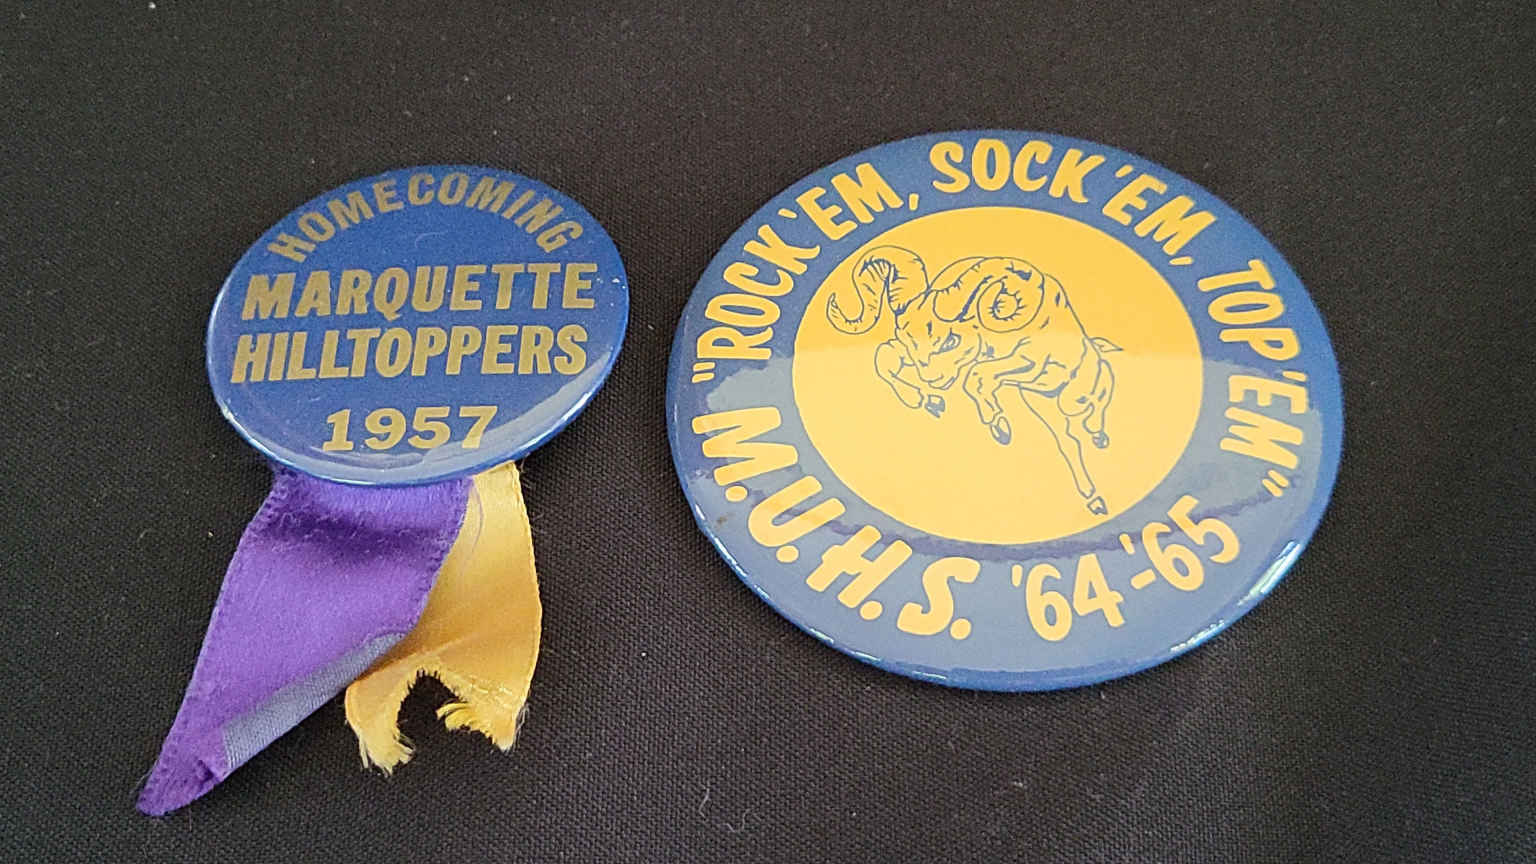 HOMECOMING
MARQUETTE
HILLTOPPERS
1957
"ROCK 'EM, SOCK 'EM, TOP 'EM"
W.U.H.S. '64-'65